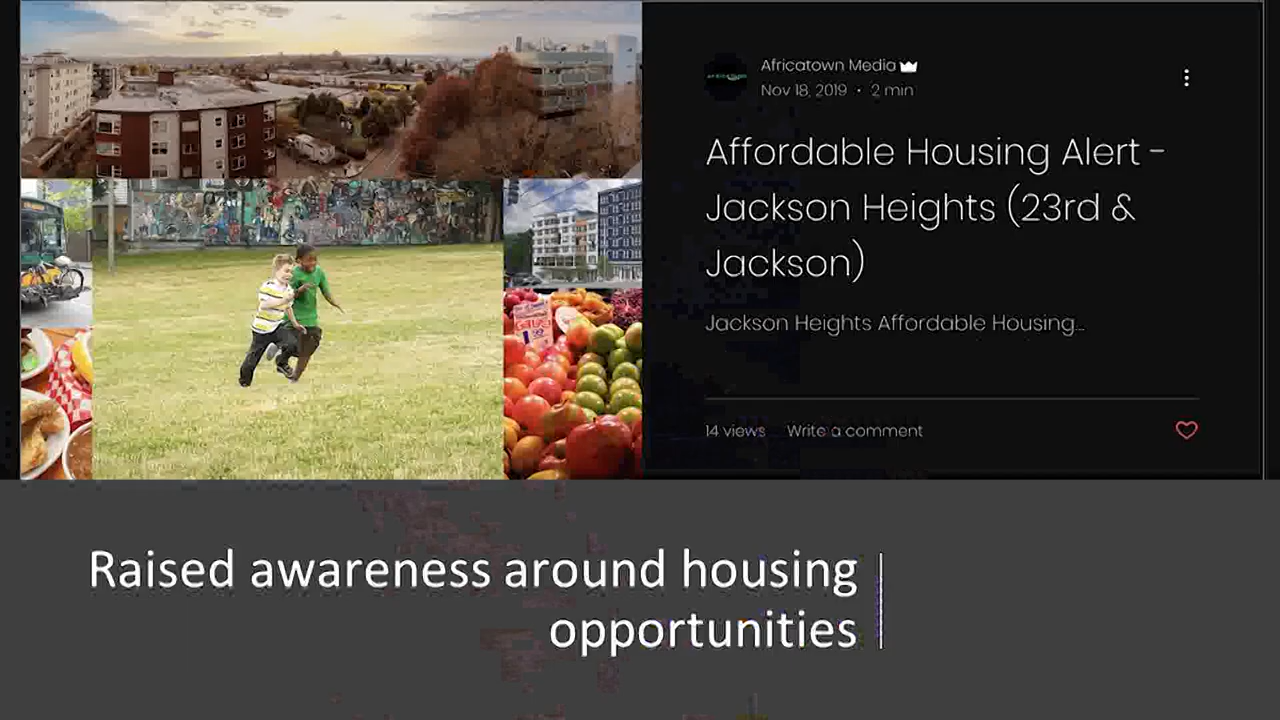 Africatown Media
Nov 18, 2019 • 2 min
Affordable Housing Alert -
Jackson Heights (23rd &
Jackson)
Jackson Heights Affordable Housing...
14 views Write a comment
Raised awareness around housing
opportunities